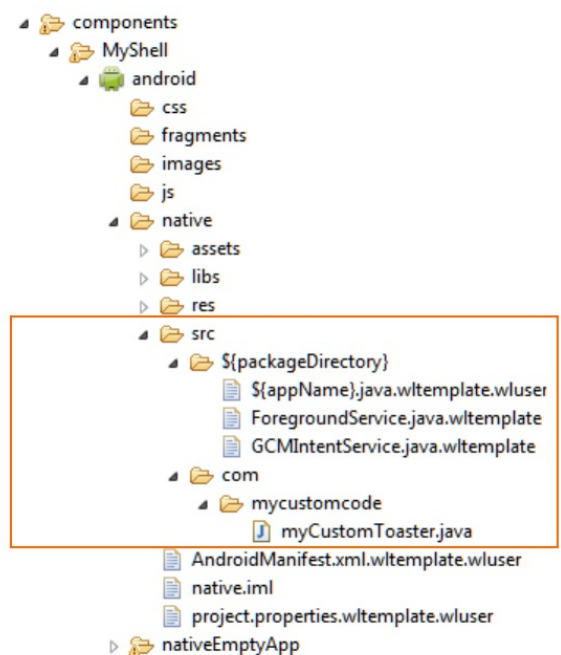 components
MyShell
android
css
fragments
images
js
native
assets
libs
res
src
${packageDirectory}
${appName}.java.wltemplate.wluser
ForegroundService.java.wltemplate
GCMIntentService.java.wltemplate
com
mycustomcode
myCustomToaster.java
AndroidManifest.xml.wltemplate.wluser
native.iml
project.properties.wltemplate.wluser
nativeEmptyApp